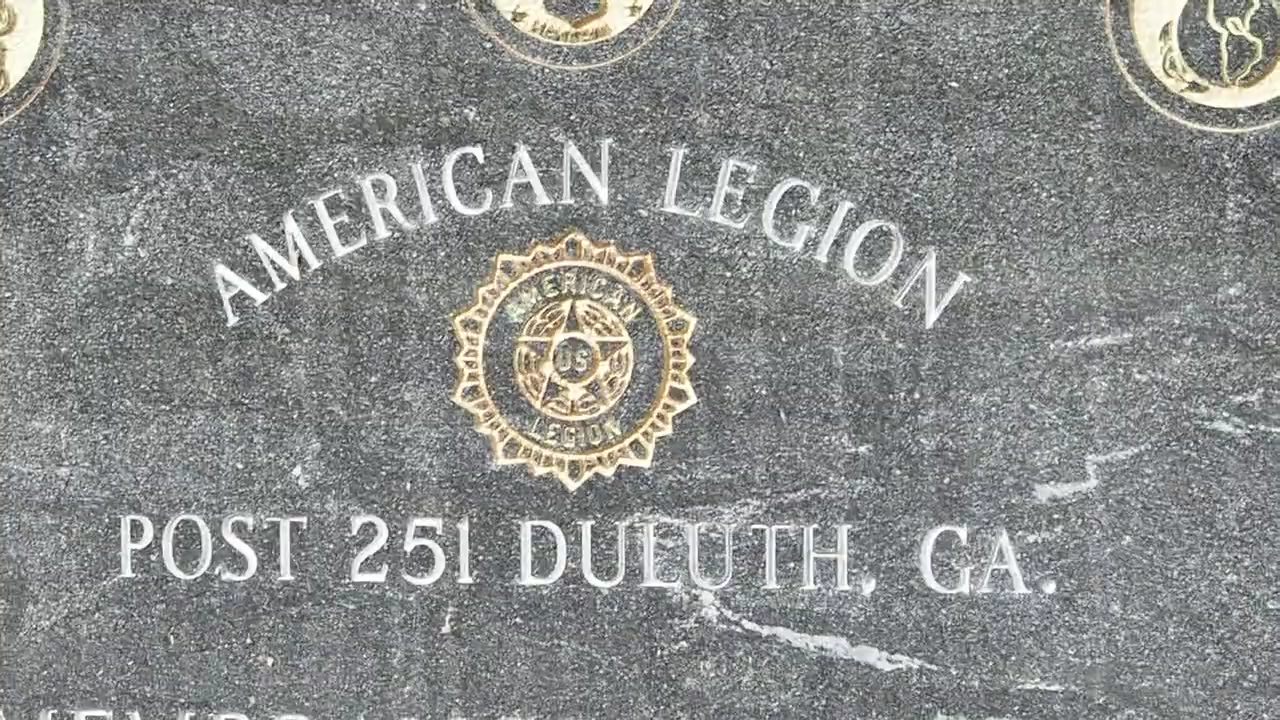 AMERICAN LEGION
AMERICAN
US
LEGION
POST 251 DULUTH, GA.